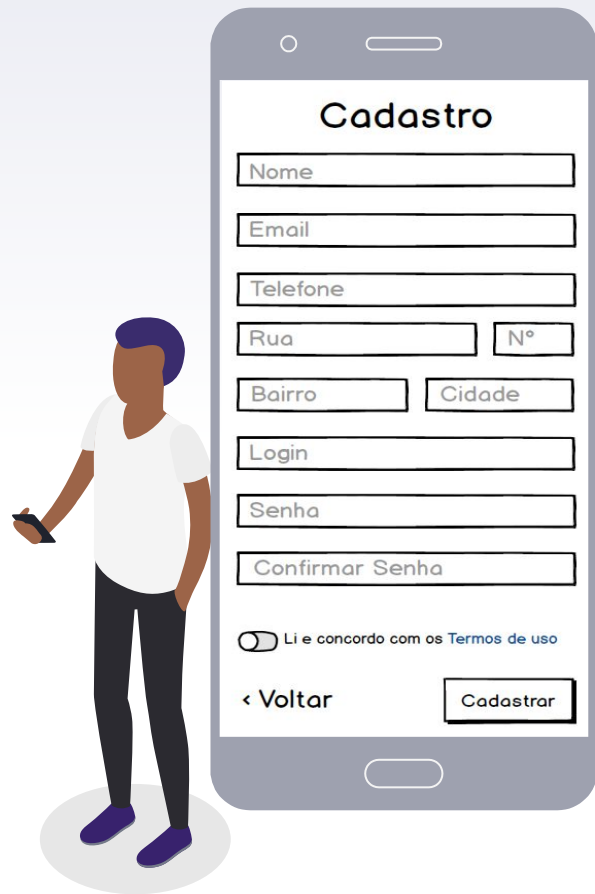 Cadastro
Nome
Email
Telefone
Rua N°
Bairro Cidade
Login
Senha
Confirmar Senha
Li e concordo com os Termos de uso
‹ Voltar Cadastrar